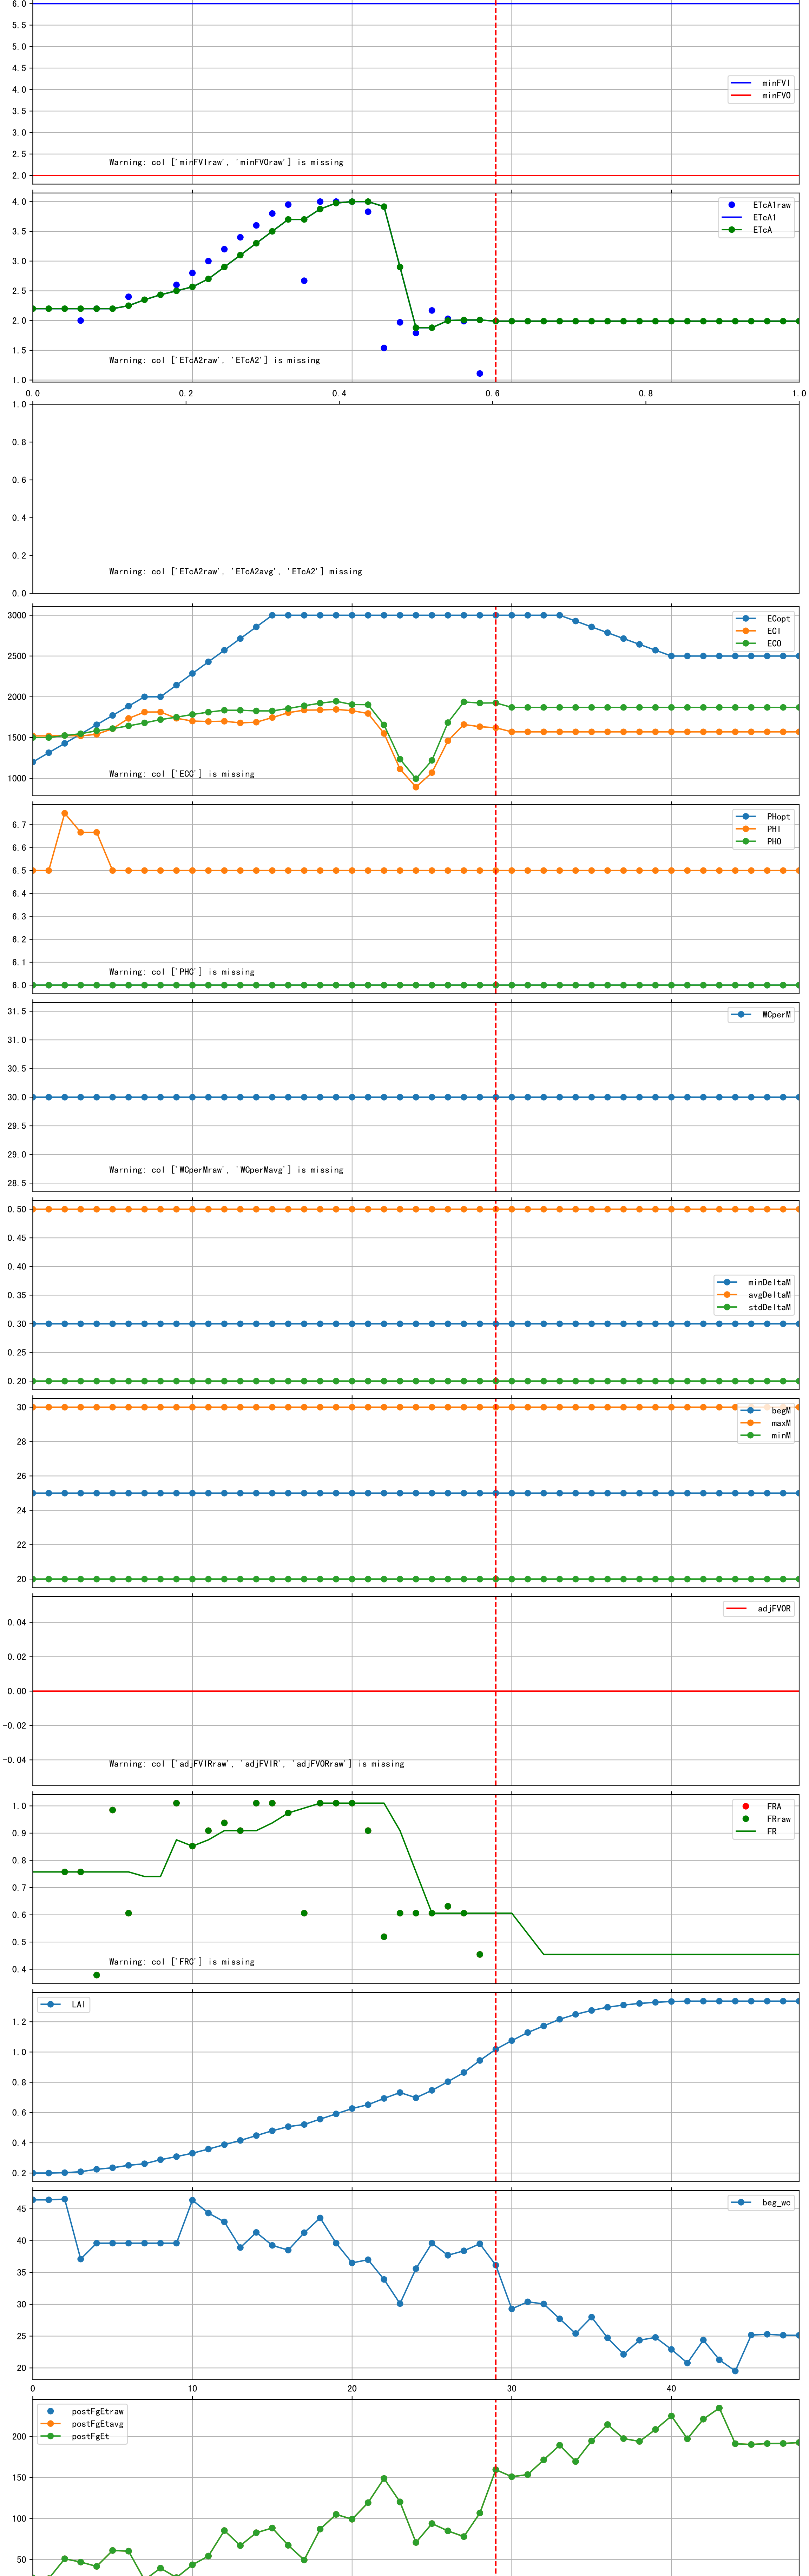 6.0
5.5
5.0
4.5
4.0
3.5
3.0
2.5
2.0
minFVI
minFVO
Warning: col ['minFVIraw', 'minFVOraw'] is missing
4.0
3.5
3.0
2.5
2.0
1.5
1.0
ETcA1raw
ETcA1
ETcA
Warning: col ['ETcA2raw', 'ETcA2'] is missing
0.0 0.2 0.4 0.6 0.8 1.0
1.0
0.8
0.6
0.4
0.2
0.0
Warning: col ['ETcA2raw', 'ETcA2avg', 'ETcA2'] missing
3000
2500
2000
1500
1000
ECopt
ECI
ECO
Warning: col ['ECC'] is missing
6.7
6.6
6.5
6.4
6.3
6.2
6.1
6.0
PHopt
PHI
PHO
Warning: col ['PHC'] is missing
31.5
31.0
30.5
30.0
29.5
29.0
28.5
WCperM
Warning: col ['WCperMraw', 'WCperMavg'] is missing
0.50
0.45
0.40
0.35
0.30
0.25
0.20
minDeltaM
avgDeltaM
stdDeltaM
30
28
26
24
22
20
begM
maxM
minM
0.04
0.02
0.00
-0.02
-0.04
adjFVOR
Warning: col ['adjFVIRraw', 'adjFVIR', 'adjFVORraw'] is missing
1.0
0.9
0.8
0.7
0.6
0.5
0.4
FRA
FRraw
FR
Warning: col ['FRC'] is missing
1.2
1.0
0.8
0.6
0.4
0.2
LAI
45
40
35
30
25
20
beg_wc
0 10 20 30 40
200
150
100
50
postFgEtraw
postFgEtavg
postFgEt